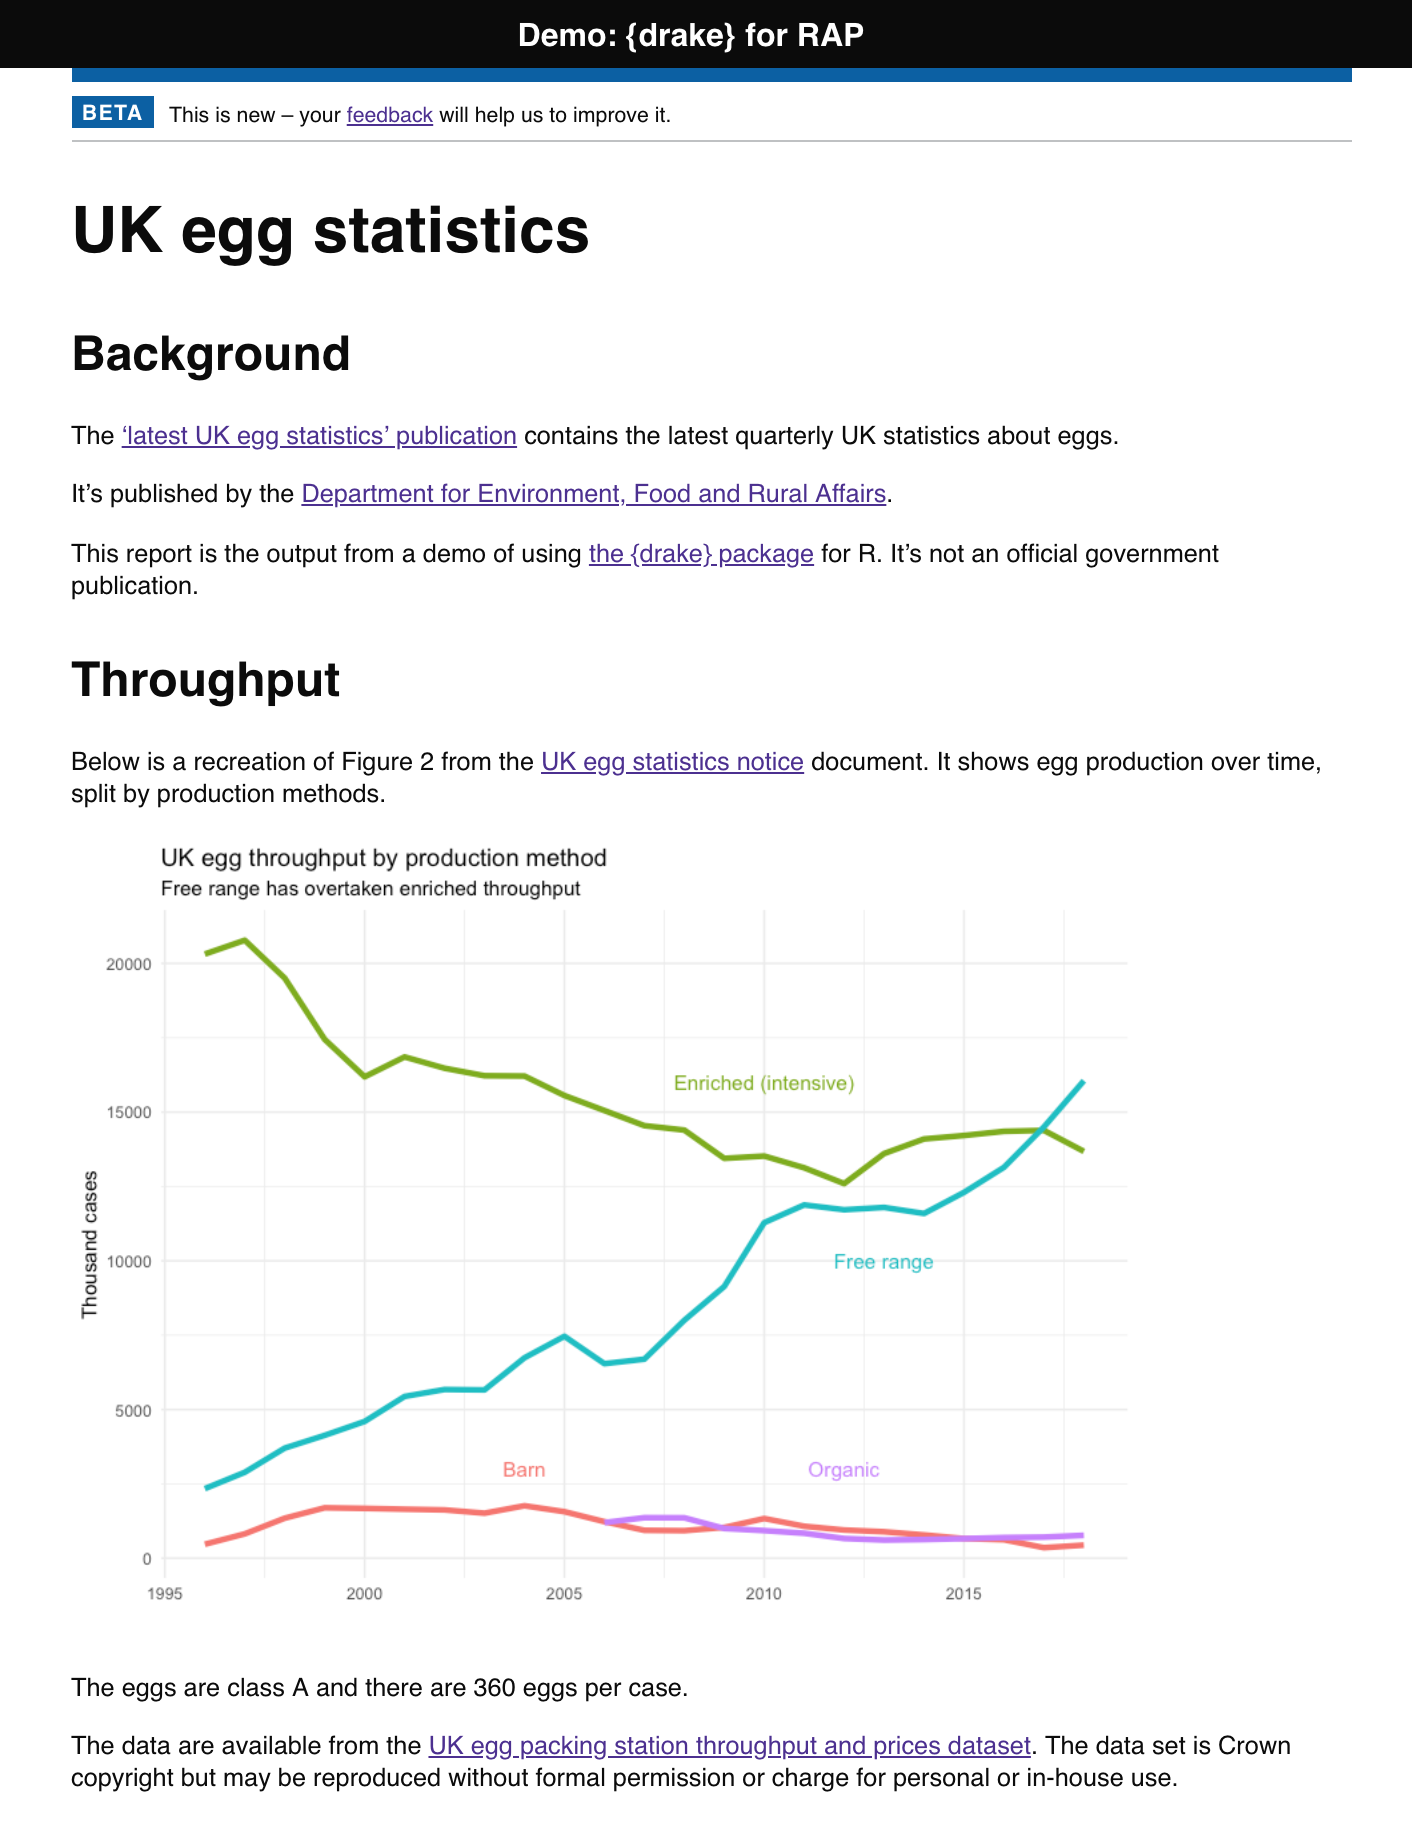 Demo: {drake} for RAP
BETA This is new – your feedback will help us to improve it.
UK egg statistics
Background
The ‘latest UK egg statistics’ publication contains the latest quarterly UK statistics about eggs.
It’s published by the Department for Environment, Food and Rural Affairs.
This report is the output from a demo of using the {drake} package for R. It’s not an official government
publication.
Throughput
Below is a recreation of Figure 2 from the UK egg statistics notice document. It shows egg production over time,
split by production methods.
UK egg throughput by production method
Free range has overtaken enriched throughput
20000
Enriched (intensive)
15000
Thousand cases
10000
Free range
5000
Barn
Organic
0
1995 2000 2005 2010 2015
The eggs are class A and there are 360 eggs per case.
The data are available from the UK egg packing station throughput and prices dataset. The data set is Crown
copyright but may be reproduced without formal permission or charge for personal or in-house use.